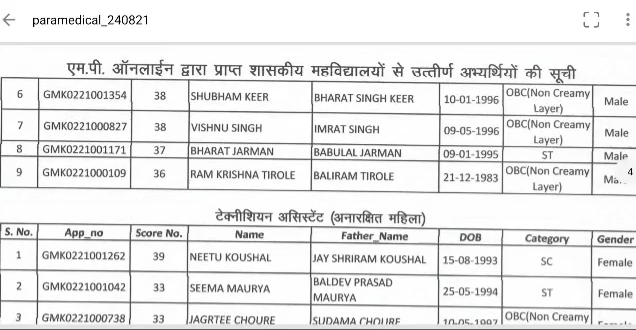 paramedical_240821
एम.पी. ऑनलाईन द्वारा प्राप्त शासकीय महविद्यालयों से उत्तीर्ण अभ्यर्थियों की सूची
6 GMK0221001354 38 SHUBHAM KEER BHARAT SINGH KEER 10-01-1996 OBC(Non Creamy Layer) Male
7 GMK0221000827 38 VISHNU SINGH IMRAT SINGH 09-05-1996 OBC(Non Creamy Layer) Male
8 GMK0221001171 37 BHARAT JARMAN BABULAL JARMAN 09-01-1995 ST Male
9 GMK0221000109 36 RAM KRISHNA TIROLE BALIRAM TIROLE 21-12-1983 OBC(Non Creamy Layer)
4
टेक्नीशियन असिस्टेंट (अनारक्षित महिला)
S. No. App_no Score No. Name Father_Name DOB Category Gender
1 GMK0221001262 39 NEETU KOUSHAL JAY SHRIRAM KOUSHAL 15-08-1993 SC Female
2 GMK0221001042 33 SEEMA MAURYA BALDEV PRASAD MAURYA 25-05-1994 ST Female
3 GMK0221000738 33 JAGRTEE CHOURE SUDAMA CHOURE 10-05-1997 OBC(Non Creamy